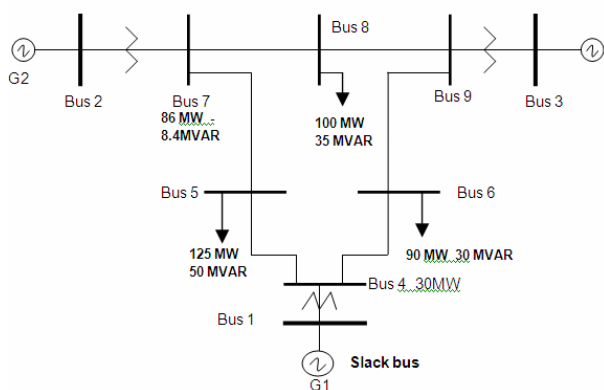 Bus 8
G2
Bus 2
Bus 7
86 MW -
8.4MVAR
100 MW
35 MVAR
Bus 9
Bus 3
Bus 5
Bus 6
125 MW
50 MVAR
90 MW 30 MVAR
Bus 4 30MW
Bus 1
Slack bus
G1